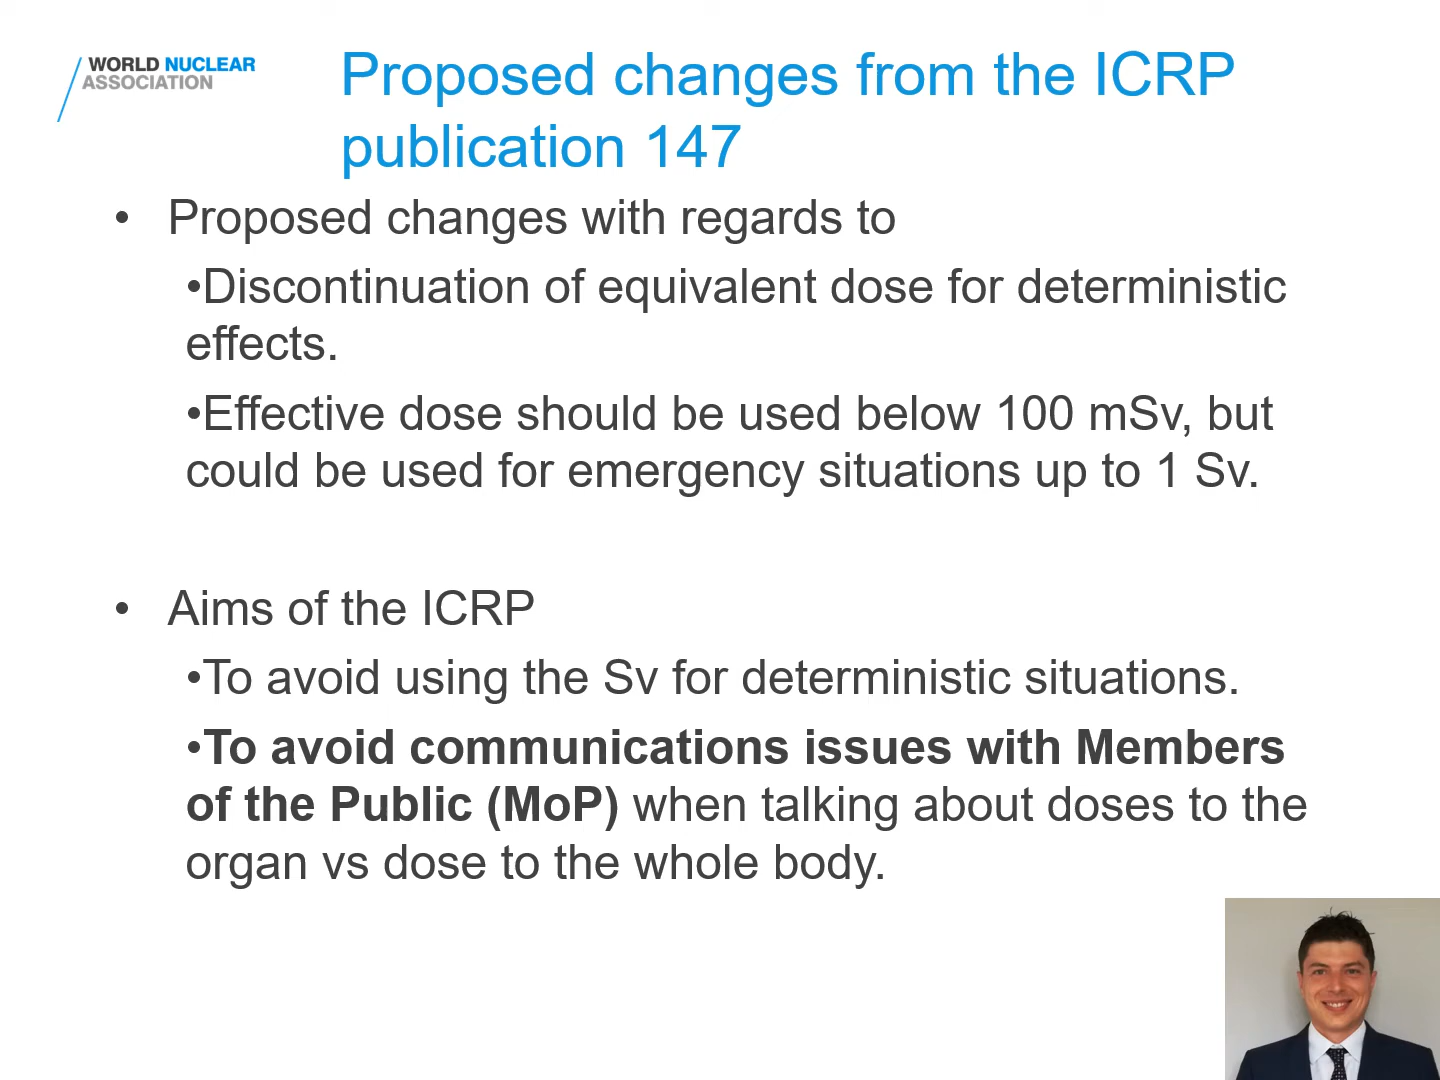 WORLD NUCLEAR
ASSOCIATION
Proposed changes from the ICRP
publication 147
• Proposed changes with regards to
•Discontinuation of equivalent dose for deterministic
effects.
•Effective dose should be used below 100 mSv, but
could be used for emergency situations up to 1 Sv.
• Aims of the ICRP
•To avoid using the Sv for deterministic situations.
•To avoid communications issues with Members
of the Public (MoP) when talking about doses to the
organ vs dose to the whole body.